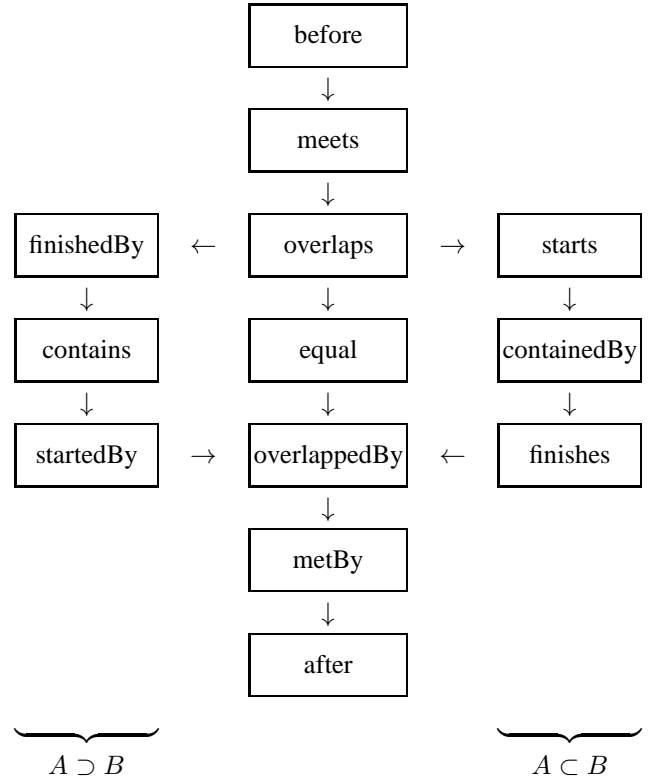 before
↓
meets
↓
finishedBy ← overlaps → starts
↓ ↓ ↓
contains equal containedBy
↓ ↓ ↓
startedBy → overlappedBy ← finishes
↓
metBy
↓
after
A ⊃ B A ⊂ B